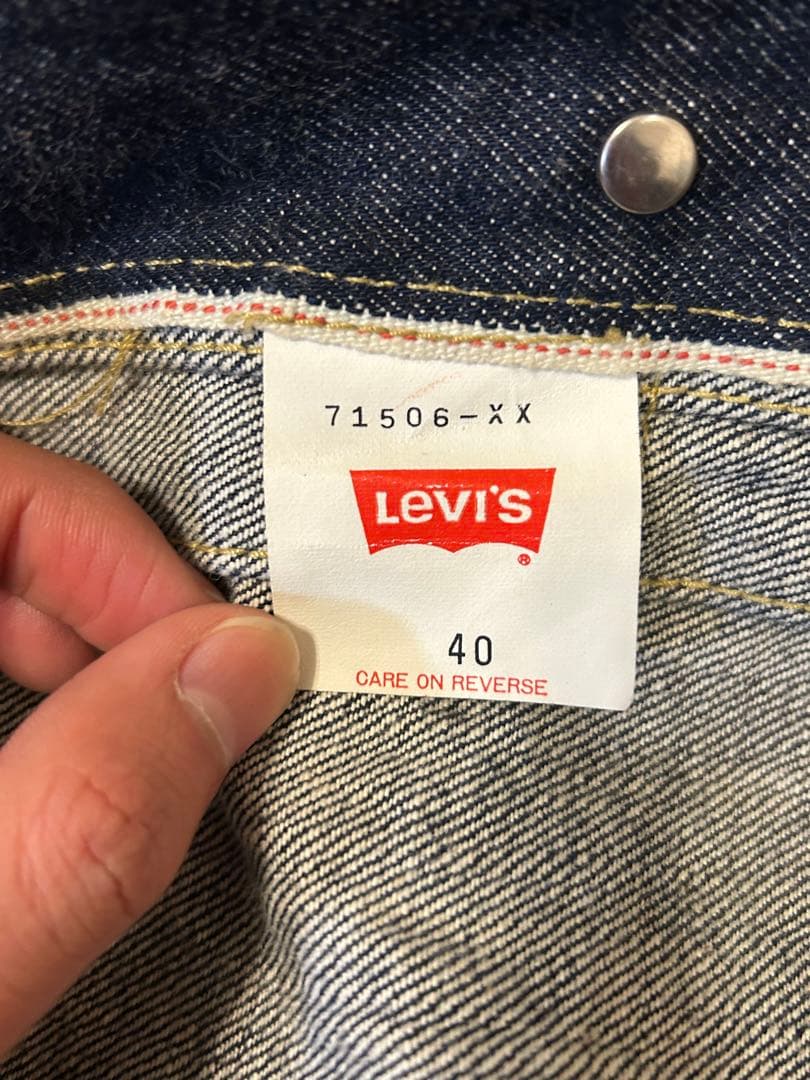 71506-XX
LEVI'S
®
40
CARE ON REVERSE